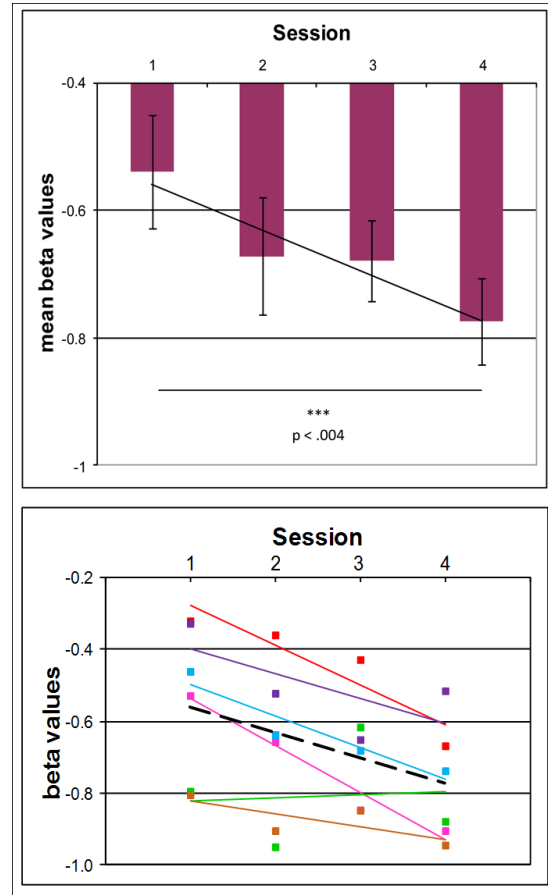 Session
1 2 3 4
-0.4
-0.6
-0.8
-1
mean beta values
***
p < .004
Session
1 2 3 4
-0.2
-0.4
-0.6
-0.8
-1.0
beta values